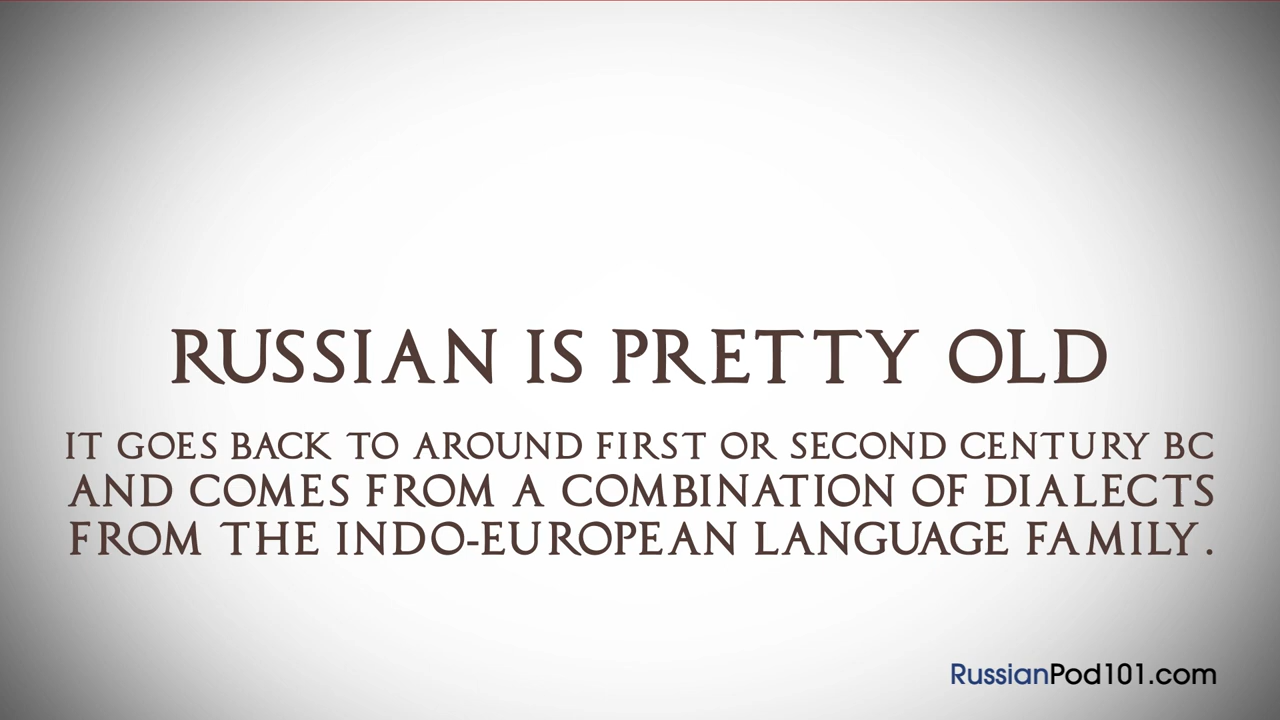 RUSSIAN IS PRETTY OLD
IT GOES BACK TO AROUND FIRST OR SECOND CENTURY BC
AND COMES FROM A COMBINATION OF DIALECTS
FROM THE INDO-EUROPEAN LANGUAGE FAMILY.
RussianPod101.com